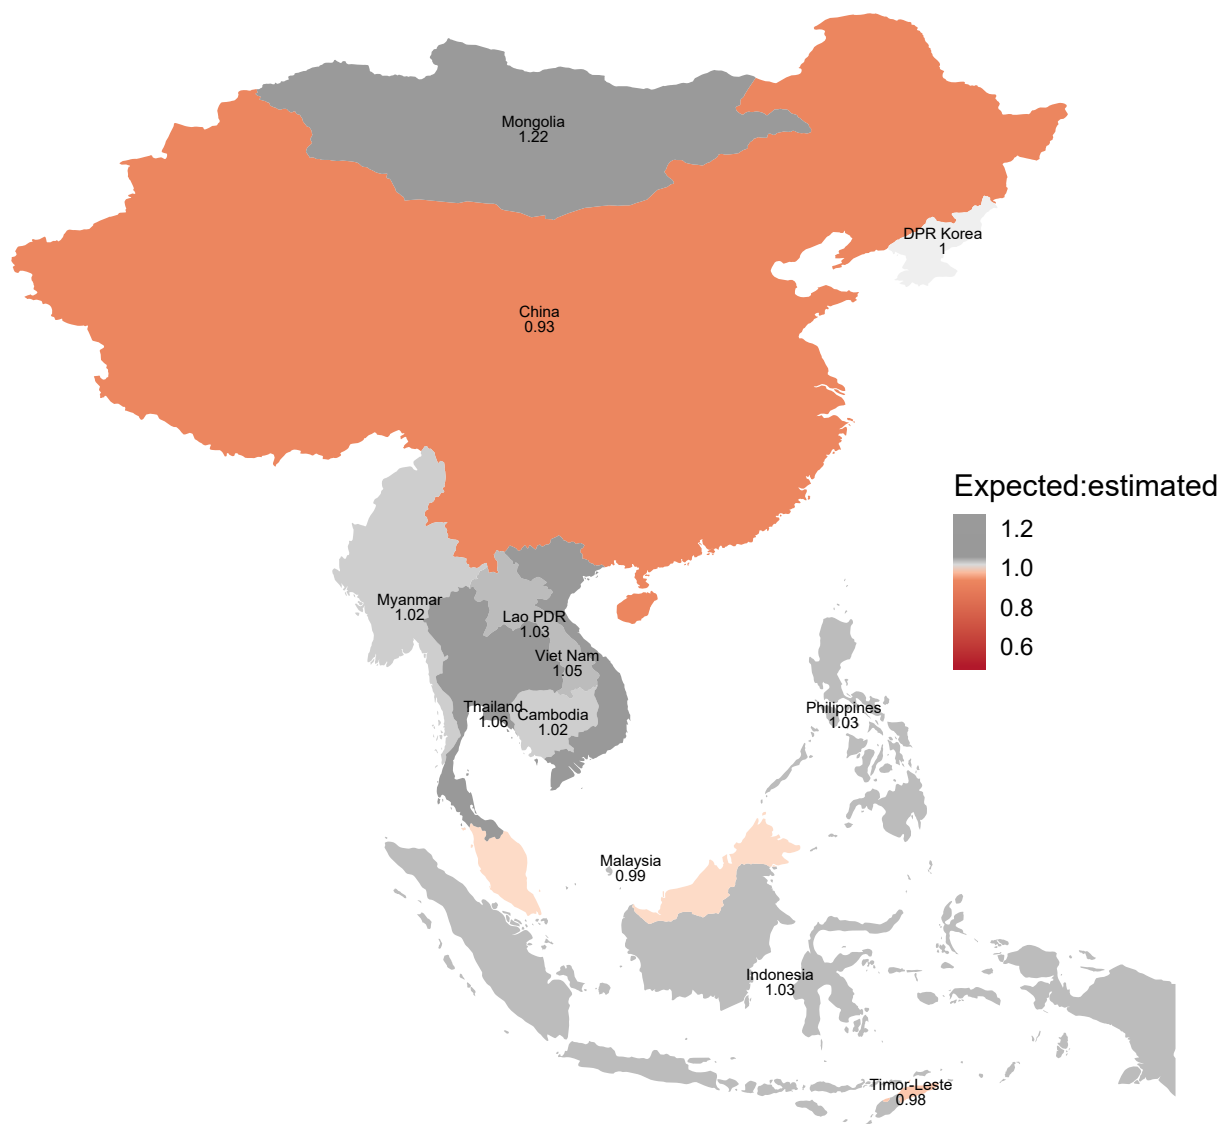 Mongolia
1.22
DPR Korea
1
China
0.93
Expected:estimated
1.2
1.0
0.8
0.6
Myanmar
1.02
Lao PDR
1.03
Viet Nam
1.05
Thailand
1.06
Cambodia
1.02
Philippines
1.03
Malaysia
0.99
Indonesia
1.03
Timor-Leste
0.98